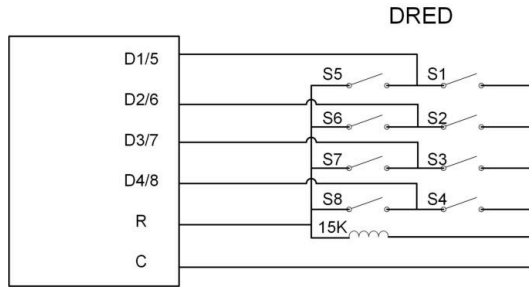 DRED
D1/5
S5 S1
D2/6
S6 S2
D3/7
S7 S3
D4/8
S8 S4
R
15K
C